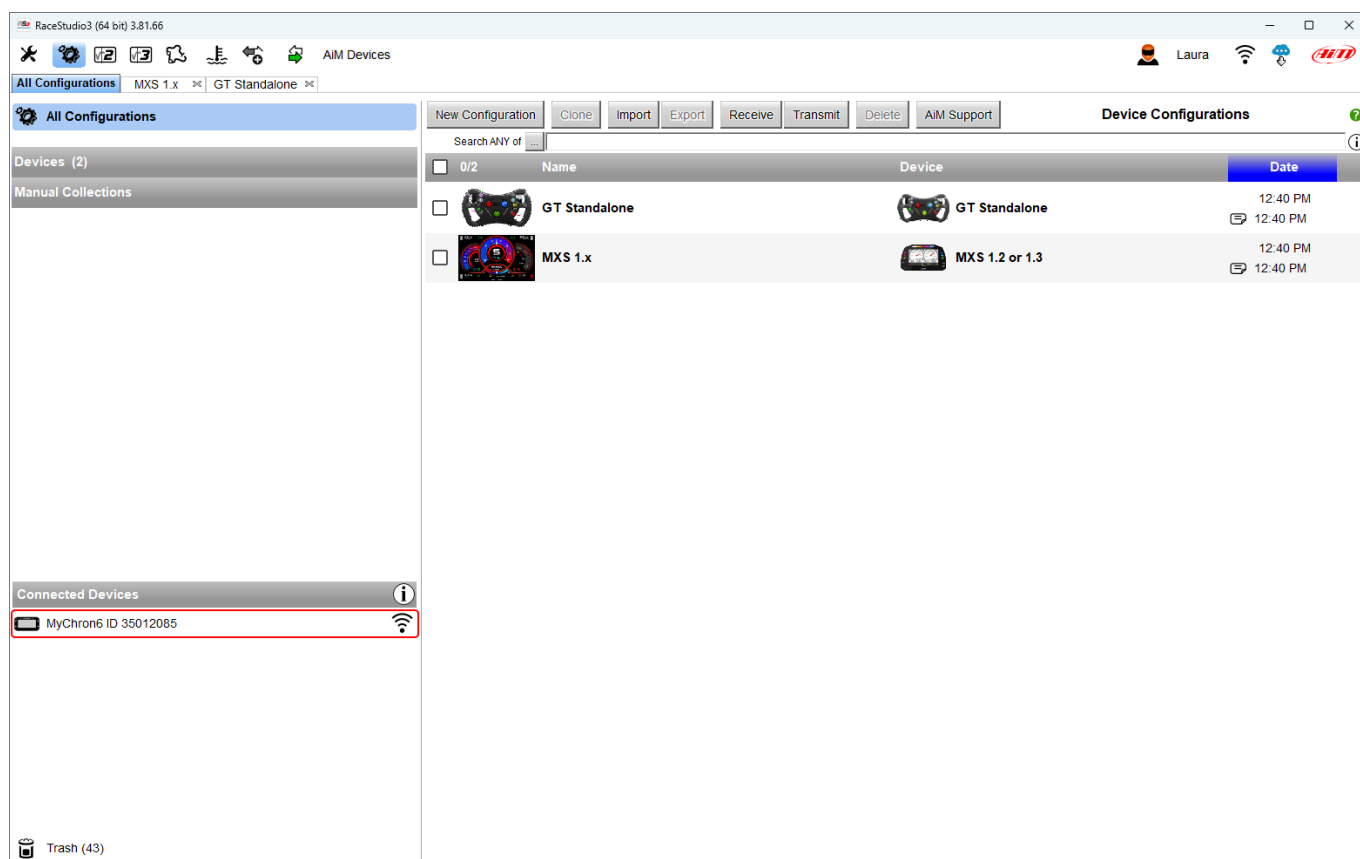 RaceStudio3 (64 bit) 3.81.66
AiM Devices
Laura
AiM
All Configurations MXS 1.x GT Standalone
All Configurations
New Configuration Clone Import Export Receive Transmit Delete AiM Support Device Configurations
Search ANY of ...
Devices (2)
0/2 Name Device Date
Manual Collections
GT Standalone GT Standalone 12:40 PM
12:40 PM
MXS 1.x MXS 1.2 or 1.3 12:40 PM
12:40 PM
Connected Devices
MyChron6 ID 35012085
Trash (43)